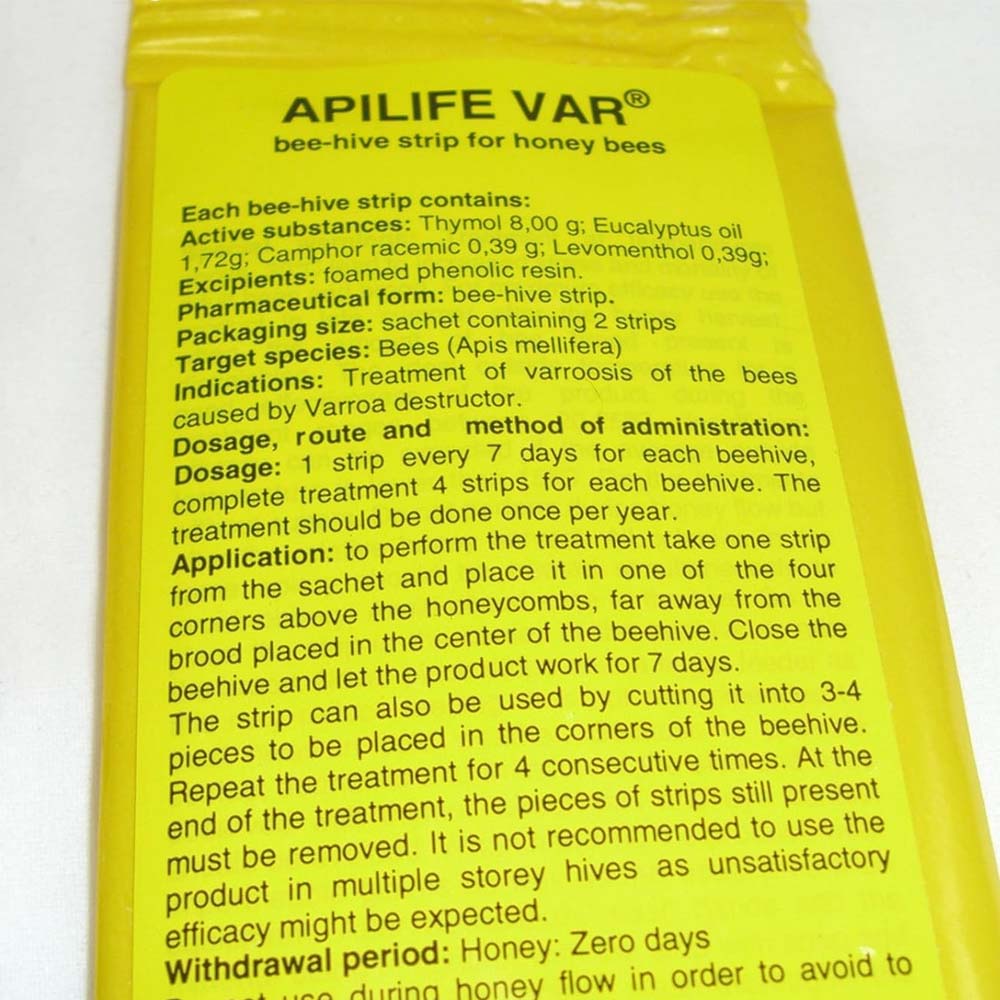 APILIFE VAR®
bee-hive strip for honey bees
Each bee-hive strip contains:
Active substances: Thymol 8,00 g; Eucalyptus oil
1,72g; Camphor racemic 0,39 g; Levomenthol 0,39g;
Excipients: foamed phenolic resin.
Pharmaceutical form: bee-hive strip.
Packaging size: sachet containing 2 strips
Target species: Bees (Apis mellifera)
Indications: Treatment of varroosis of the bees
caused by Varroa destructor.
Dosage, route and method of administration:
Dosage: 1 strip every 7 days for each beehive,
complete treatment 4 strips for each beehive. The
treatment should be done once per year.
Application: to perform the treatment take one strip
from the sachet and place it in one of the four
corners above the honeycombs, far away from the
brood placed in the center of the beehive. Close the
beehive and let the product work for 7 days.
The strip can also be used by cutting it into 3-4
pieces to be placed in the corners of the beehive.
Repeat the treatment for 4 consecutive times. At the
end of the treatment, the pieces of strips still present
must be removed. It is not recommended to use the
product in multiple storey hives as unsatisfactory
efficacy might be expected.
Withdrawal period: Honey: Zero days
use during honey flow in order to avoid to